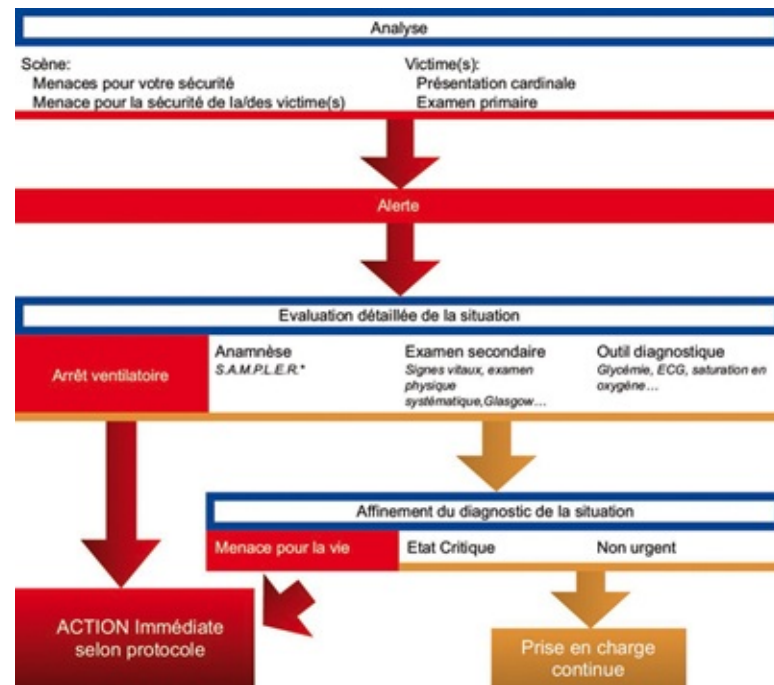 Analyse
Scène:
Menaces pour votre sécurité
Menace pour la sécurité de la/des victime(s)
Victime(s):
Présentation cardinale
Examen primaire
Alerte
Evaluation détaillée de la situation
Arrêt ventilatoire
Anamnèse
S.A.M.P.L.E.R.*
Examen secondaire
Signes vitaux, examen
physique
systématique,Glasgow…
Outil diagnostique
Glycémie, ECG, saturation en
oxygène…
Affinement du diagnostic de la situation
Menace pour la vie
Etat Critique
Non urgent
ACTION Immédiate
selon protocole
Prise en charge
continue